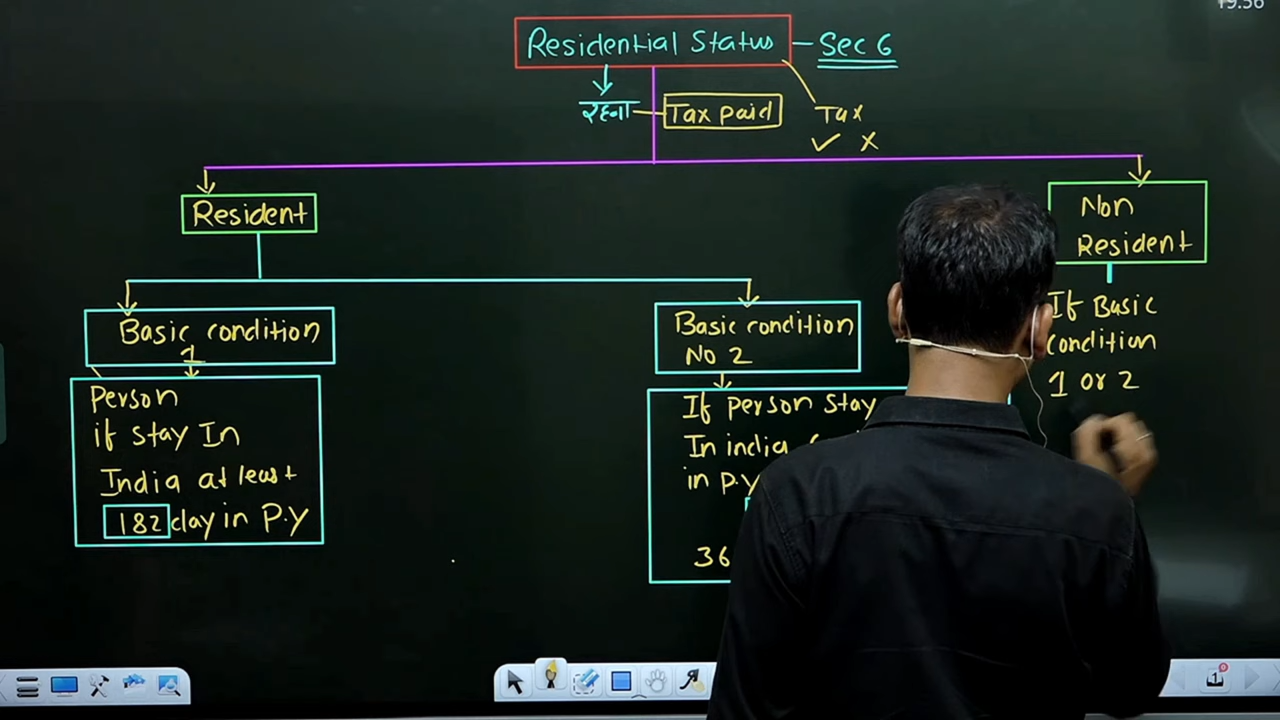 Residential Status – Sec 6
रहना – Tax paid
Tax
✓ x
Resident
Non
Resident
Basic condition
1
Basic condition
No 2
If Basic
condition
1 or 2
Person
if stay In
India at least
182 day in P.y
If person stay
In india
in p.y
36
1